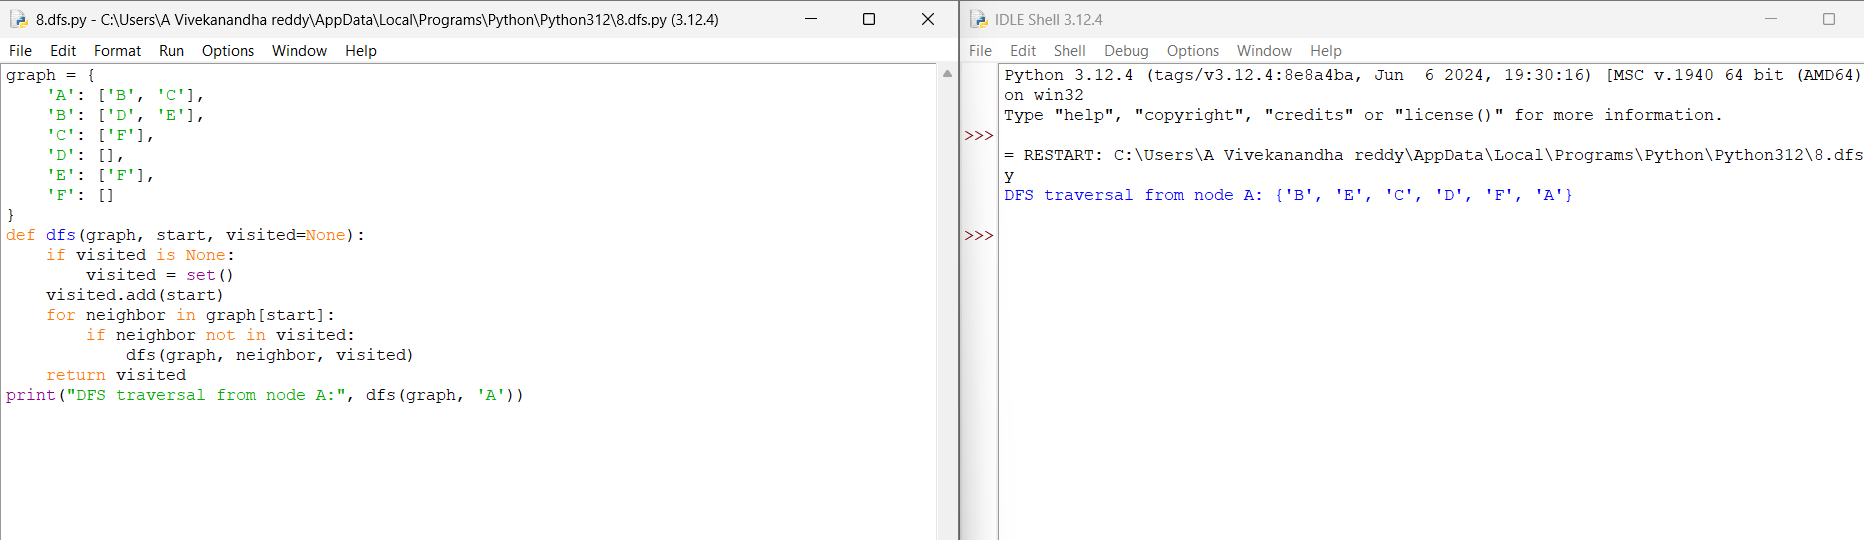 8.dfs.py - C:\Users\A Vivekanandha reddy\AppData\Local\Programs\Python\Python312\8.dfs.py (3.12.4)
File Edit Format Run Options Window Help
graph = {
    'A': ['B', 'C'],
    'B': ['D', 'E'],
    'C': ['F'],
    'D': [],
    'E': ['F'],
    'F': []
}
def dfs(graph, start, visited=None):
    if visited is None:
        visited = set()
    visited.add(start)
    for neighbor in graph[start]:
        if neighbor not in visited:
            dfs(graph, neighbor, visited)
    return visited
print("DFS traversal from node A:", dfs(graph, 'A'))
IDLE Shell 3.12.4
File Edit Shell Debug Options Window Help
Python 3.12.4 (tags/v3.12.4:8e8a4ba, Jun  6 2024, 19:30:16) [MSC v.1940 64 bit (AMD64)
on win32
Type "help", "copyright", "credits" or "license()" for more information.
>>>
= RESTART: C:\Users\A Vivekanandha reddy\AppData\Local\Programs\Python\Python312\8.dfs
y
DFS traversal from node A: {'B', 'E', 'C', 'D', 'F', 'A'}
>>>